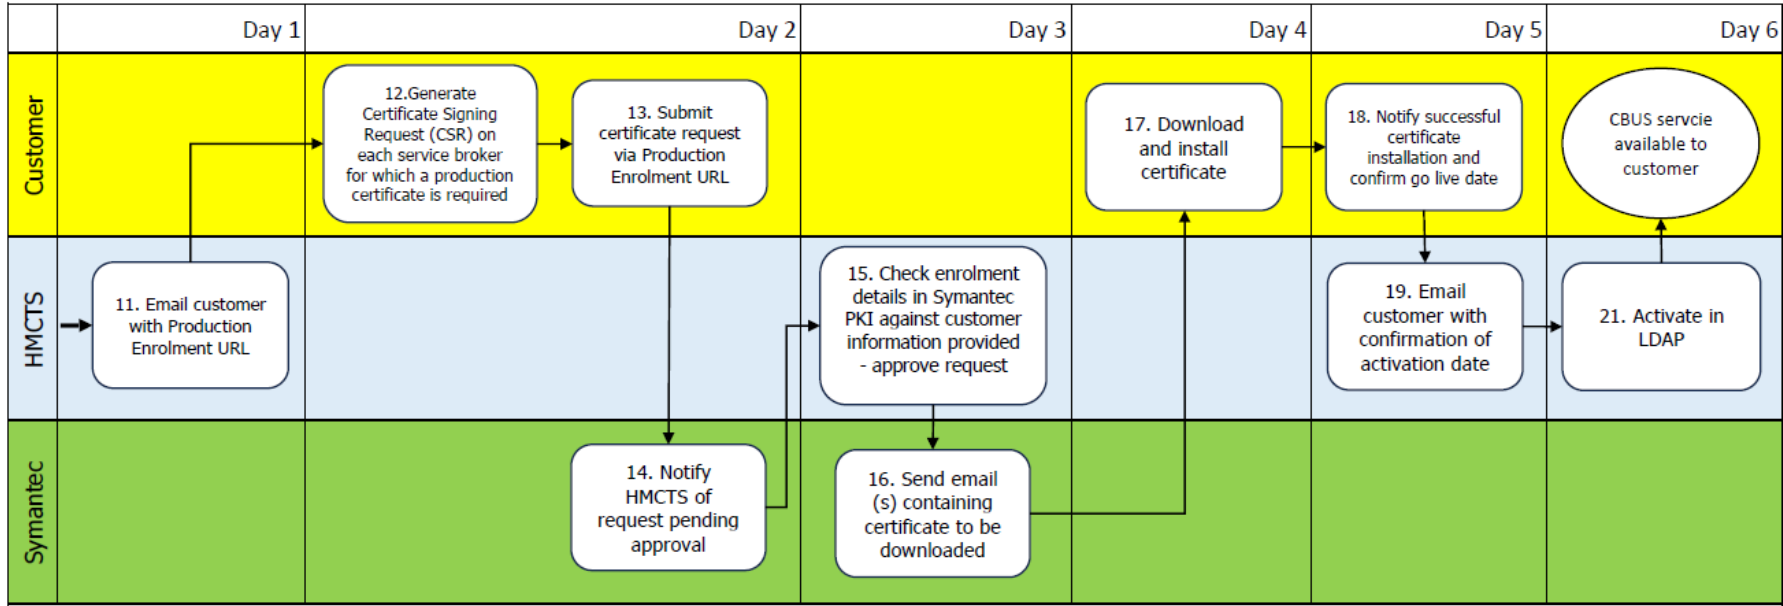 Day 1
Day 2
Day 3
Day 4
Day 5
Day 6
Customer
12.Generate
Certificate Signing
Request (CSR) on
each service broker
for which a production
certificate is required
13. Submit
certificate request
via Production
Enrolment URL
17. Download
and install
certificate
18. Notify successful
certificate
installation and
confirm go live date
CBUS servcie
available to
customer
HMCTS
11. Email customer
with Production
Enrolment URL
15. Check enrolment
details in Symantec
PKI against customer
information provided
- approve request
19. Email
customer with
confirmation of
activation date
21. Activate in
LDAP
Symantec
14. Notify
HMCTS of
request pending
approval
16. Send email
(s) containing
certificate to be
downloaded